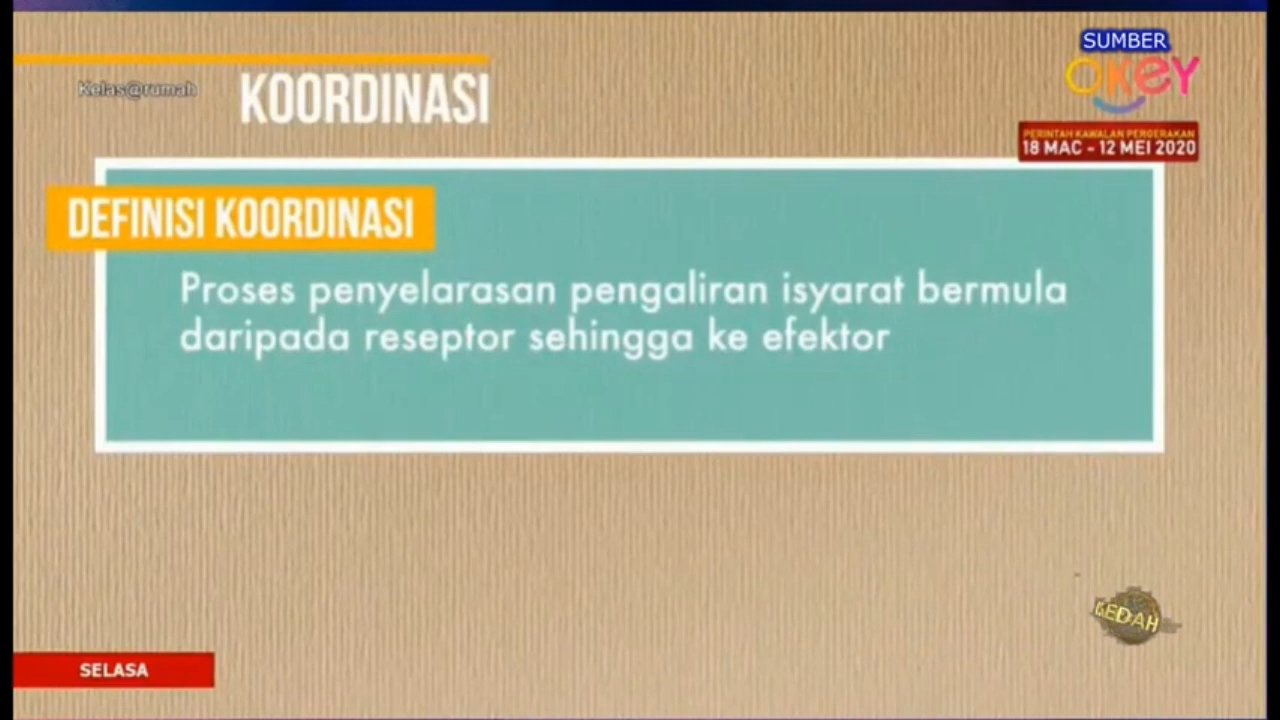 SUMBER
OKEY
Kelas@rumah
KOORDINASI
PERINTAH KAWALAN PERGERAKAN
18 MAC - 12 MEI 2020
DEFINISI KOORDINASI
Proses penyelarasan pengaliran isyarat bermula
daripada reseptor sehingga ke efektor
KEDAH
SELASA